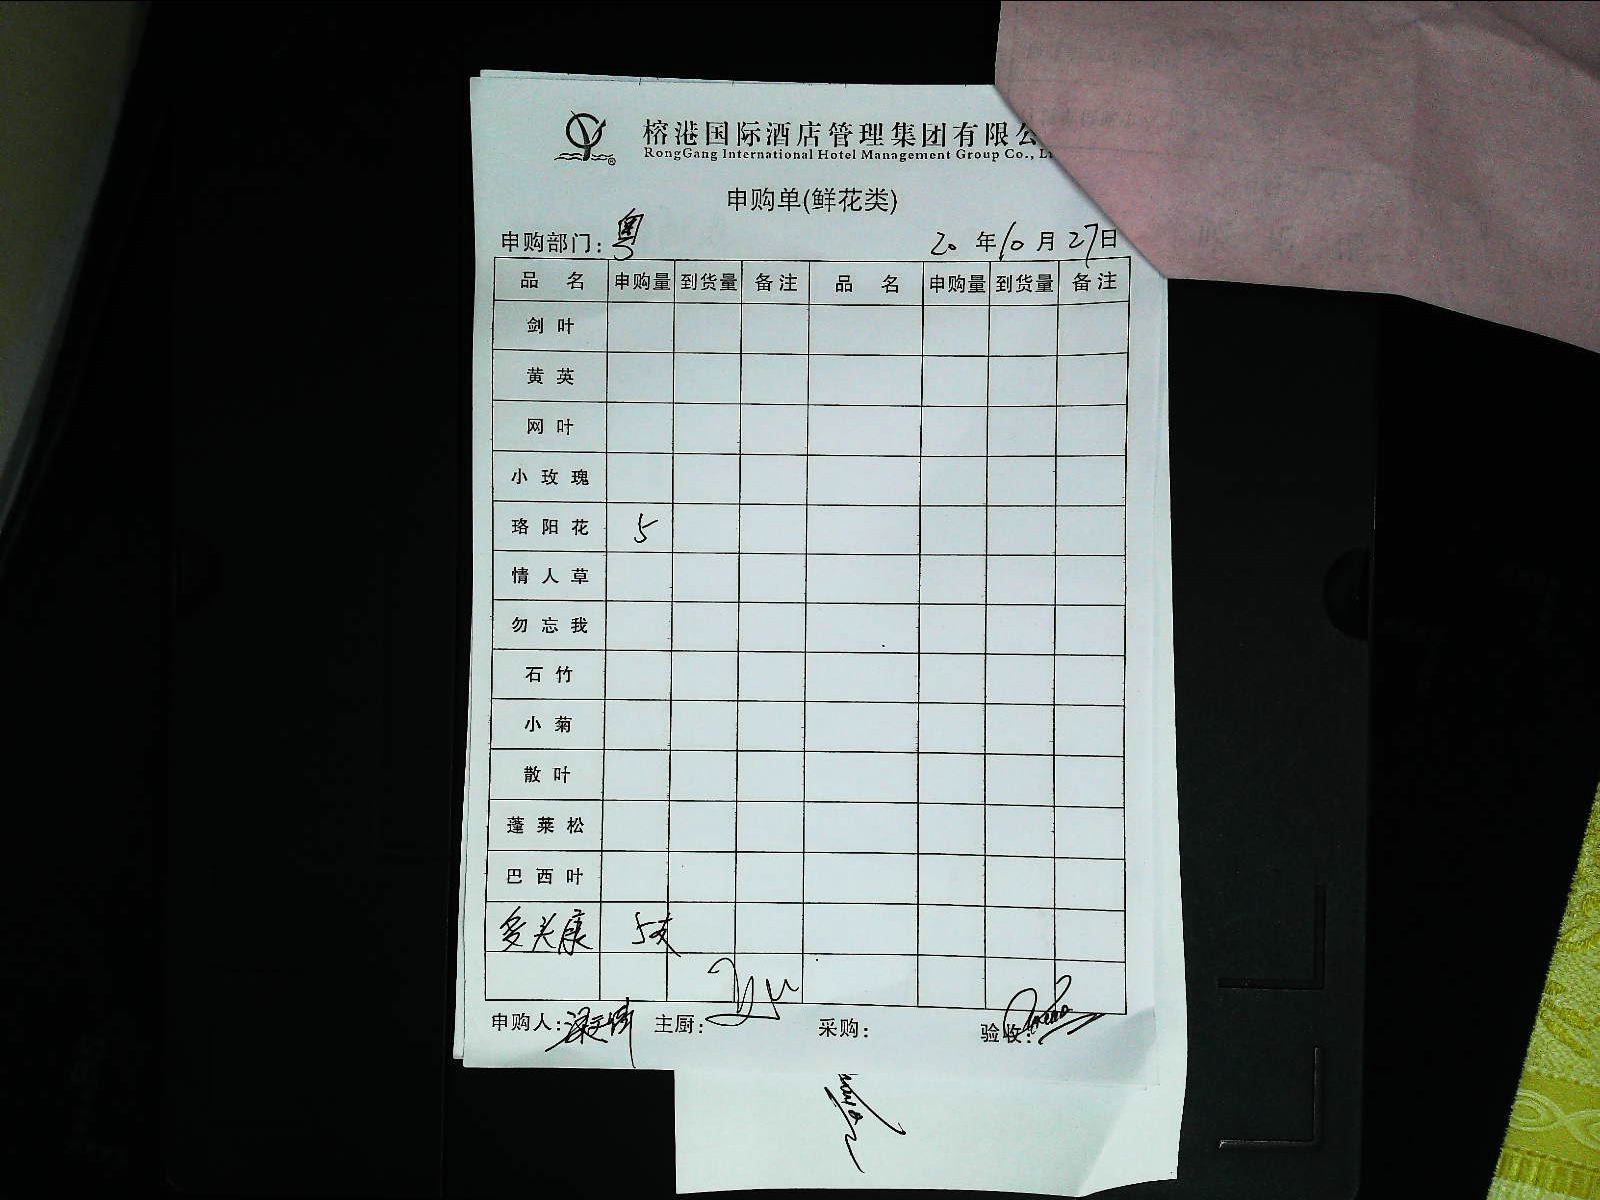 榕港国际酒店管理集团有限公
RongGang International Hotel Management Group Co., L
申购单(鲜花类)
申购部门: 粤 20 年 10 月 27 日
品 名 申购量 到货量 备注 品 名 申购量 到货量 备注
剑叶
黄英
网叶
小玫瑰
珞阳花 5
情人草
勿忘我
石竹
小菊
散叶
蓬莱松
巴西叶
多头康 5支
申购人: 主厨: 采购: 验收: